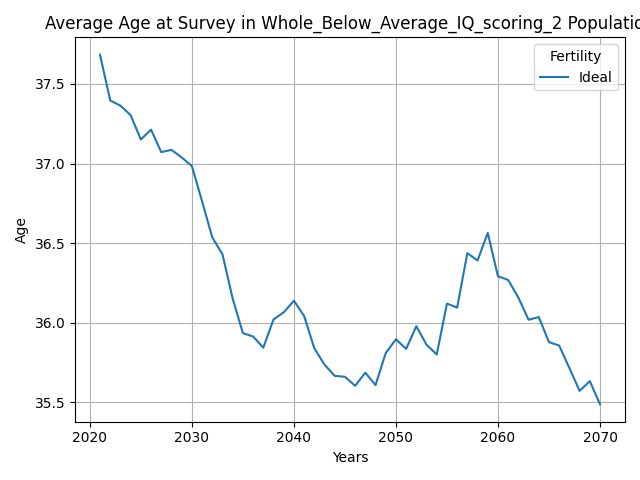 Average Age at Survey in Whole_Below_Average_IQ_scoring_2 Populatio
Fertility
Ideal
37.5
37.0
36.5
36.0
35.5
Age
2020 2030 2040 2050 2060 2070
Years